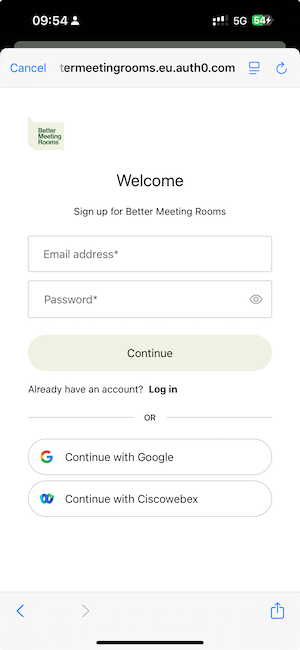 09:54
5G
54
Cancel
termeetingrooms.eu.auth0.com
Better
Meeting
Rooms
Welcome
Sign up for Better Meeting Rooms
Email address*
Password*
Continue
Already have an account? Log in
OR
Continue with Google
Continue with Ciscowebex